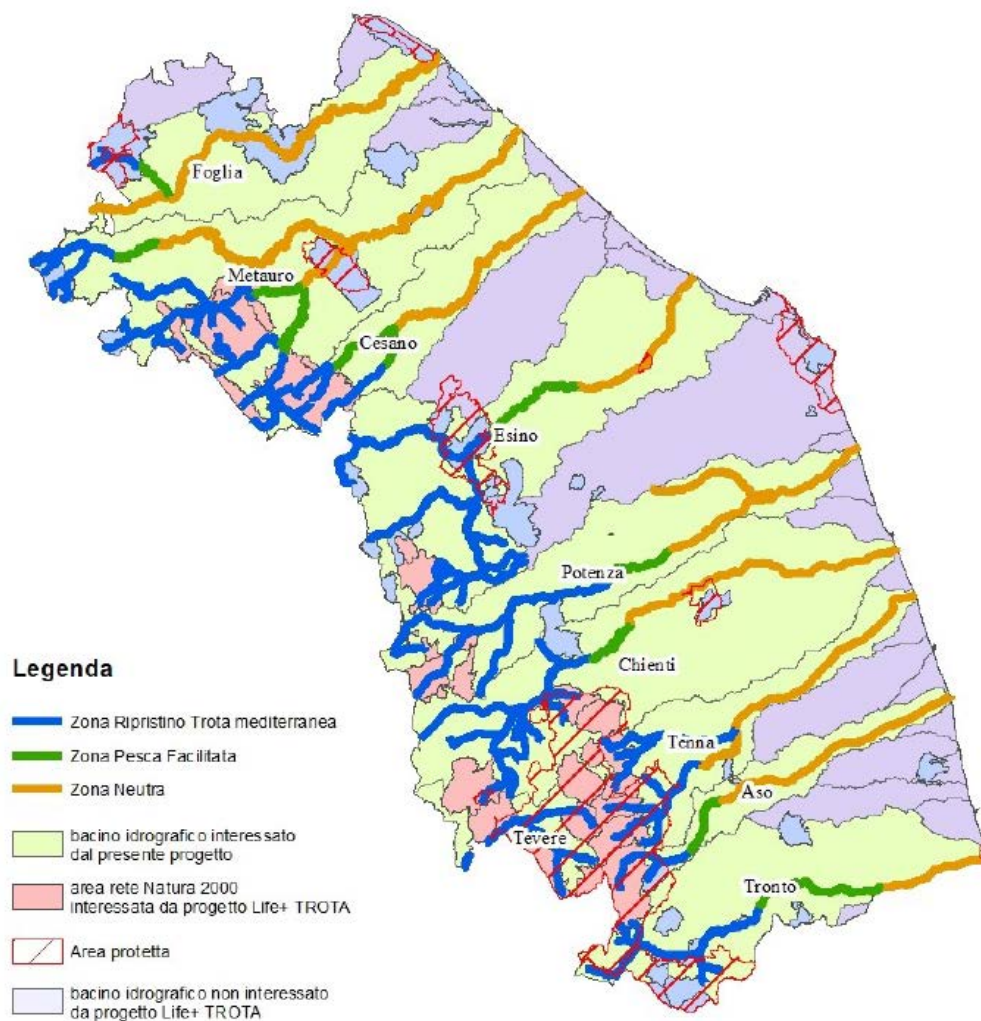 Foglia
Metauro
Cesano
Esino
Potenza
Chienti
Tenna
Aso
Tevere
Tronto
Legenda
Zona Ripristino Trota mediterranea
Zona Pesca Facilitata
Zona Neutra
bacino idrografico interessato
dal presente progetto
area rete Natura 2000
interessata da progetto Life+ TROTA
Area protetta
bacino idrografico non interessato
da progetto Life+ TROTA